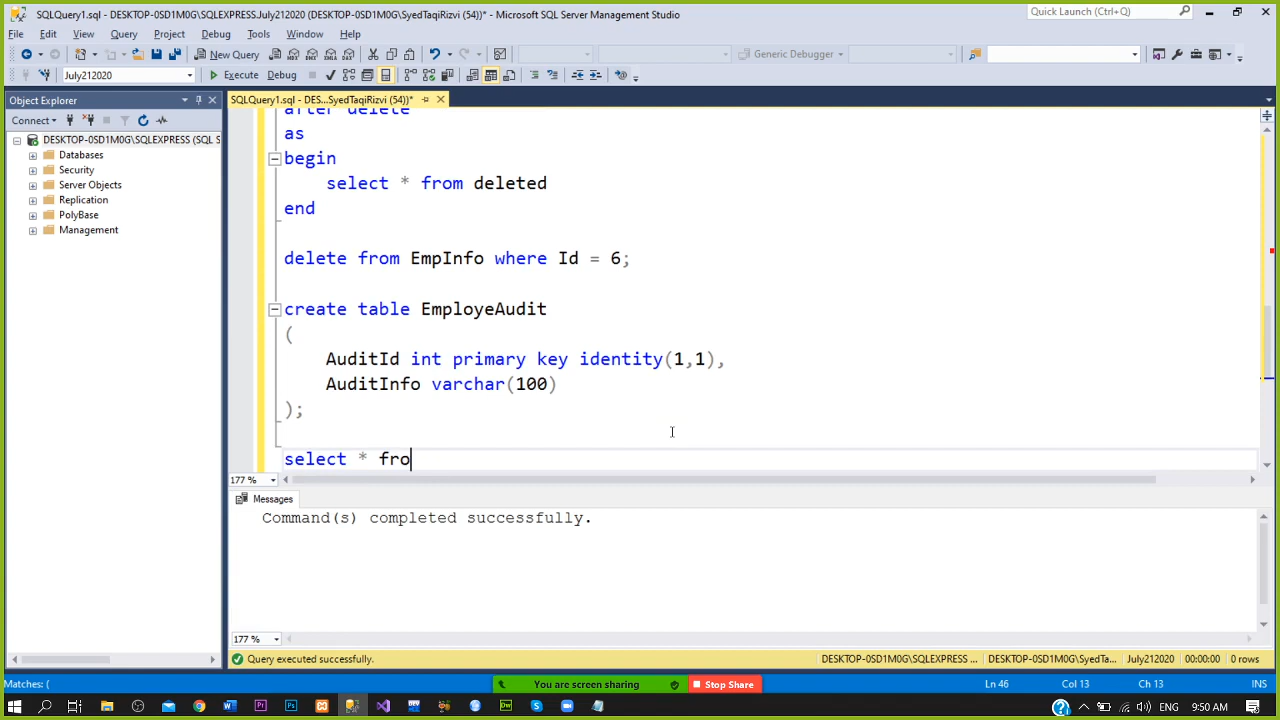 SQLQuery1.sql - DESKTOP-0SD1M0G\SQLEXPRESS.July212020 (DESKTOP-0SD1M0G\SyedTaqiRizvi (54))* - Microsoft SQL Server Management Studio
Quick Launch (Ctrl+Q)
File Edit View Query Project Debug Tools Window Help
New Query
Generic Debugger
July212020
Execute Debug
Object Explorer
SQLQuery1.sql - DES...SyedTaqiRizvi (54))*
Connect
DESKTOP-0SD1M0G\SQLEXPRESS (SQL S
Databases
Security
Server Objects
Replication
PolyBase
Management
after delete
as
begin
select * from deleted
end
delete from EmpInfo where Id = 6;
create table EmployeAudit
(
AuditId int primary key identity(1,1),
AuditInfo varchar(100)
);
select * fro
177 %
Messages
Command(s) completed successfully.
177 %
Query executed successfully.
DESKTOP-0SD1M0G\SQLEXPRESS ... DESKTOP-0SD1M0G\SyedTa... July212020 00:00:00 0 rows
Matches: (
You are screen sharing
Stop Share
Ln 46 Col 13 Ch 13 INS
ENG 9:50 AM